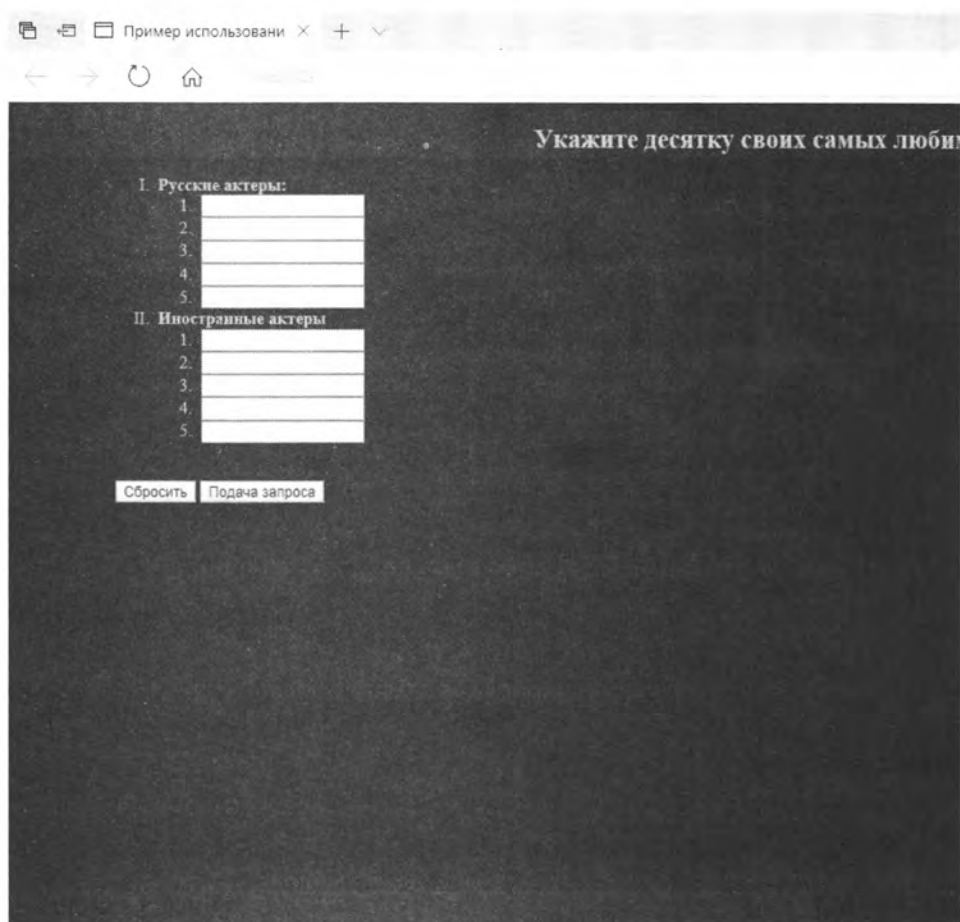 Пример использовани
Укажите десятку своих самых люби
I. Русские актеры:
1.
2.
3.
4.
5.
II. Иностранные актеры
1.
2.
3.
4.
5.
Сбросить Подача запроса